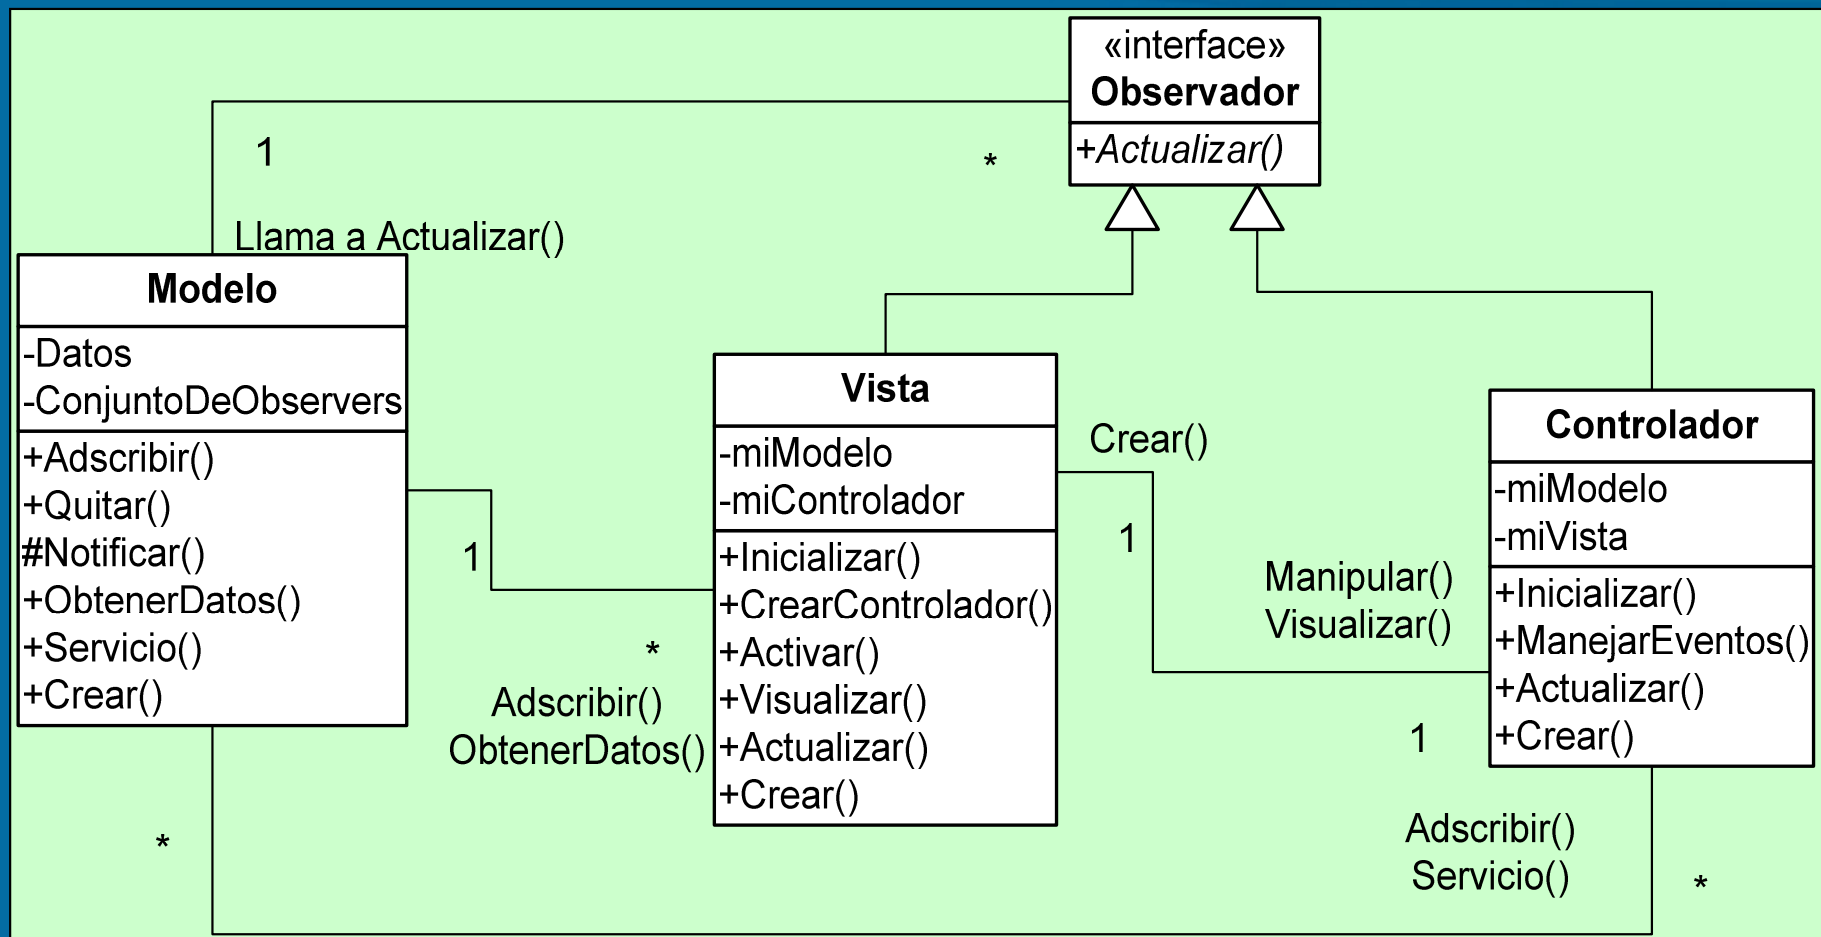 «interface»
Observador
+Actualizar()
1
*
Llama a Actualizar()
Modelo
-Datos
-ConjuntoDeObservers
+Adscribir()
+Quitar()
#Notificar()
+ObtenerDatos()
+Servicio()
+Crear()
1
*
Adscribir()
ObtenerDatos()
Vista
-miModelo
-miControlador
+Inicializar()
+CrearControlador()
+Activar()
+Visualizar()
+Actualizar()
+Crear()
Crear()
1
Manipular()
Visualizar()
1
Controlador
-miModelo
-miVista
+Inicializar()
+ManejarEventos()
+Actualizar()
+Crear()
*
Adscribir()
Servicio()
*